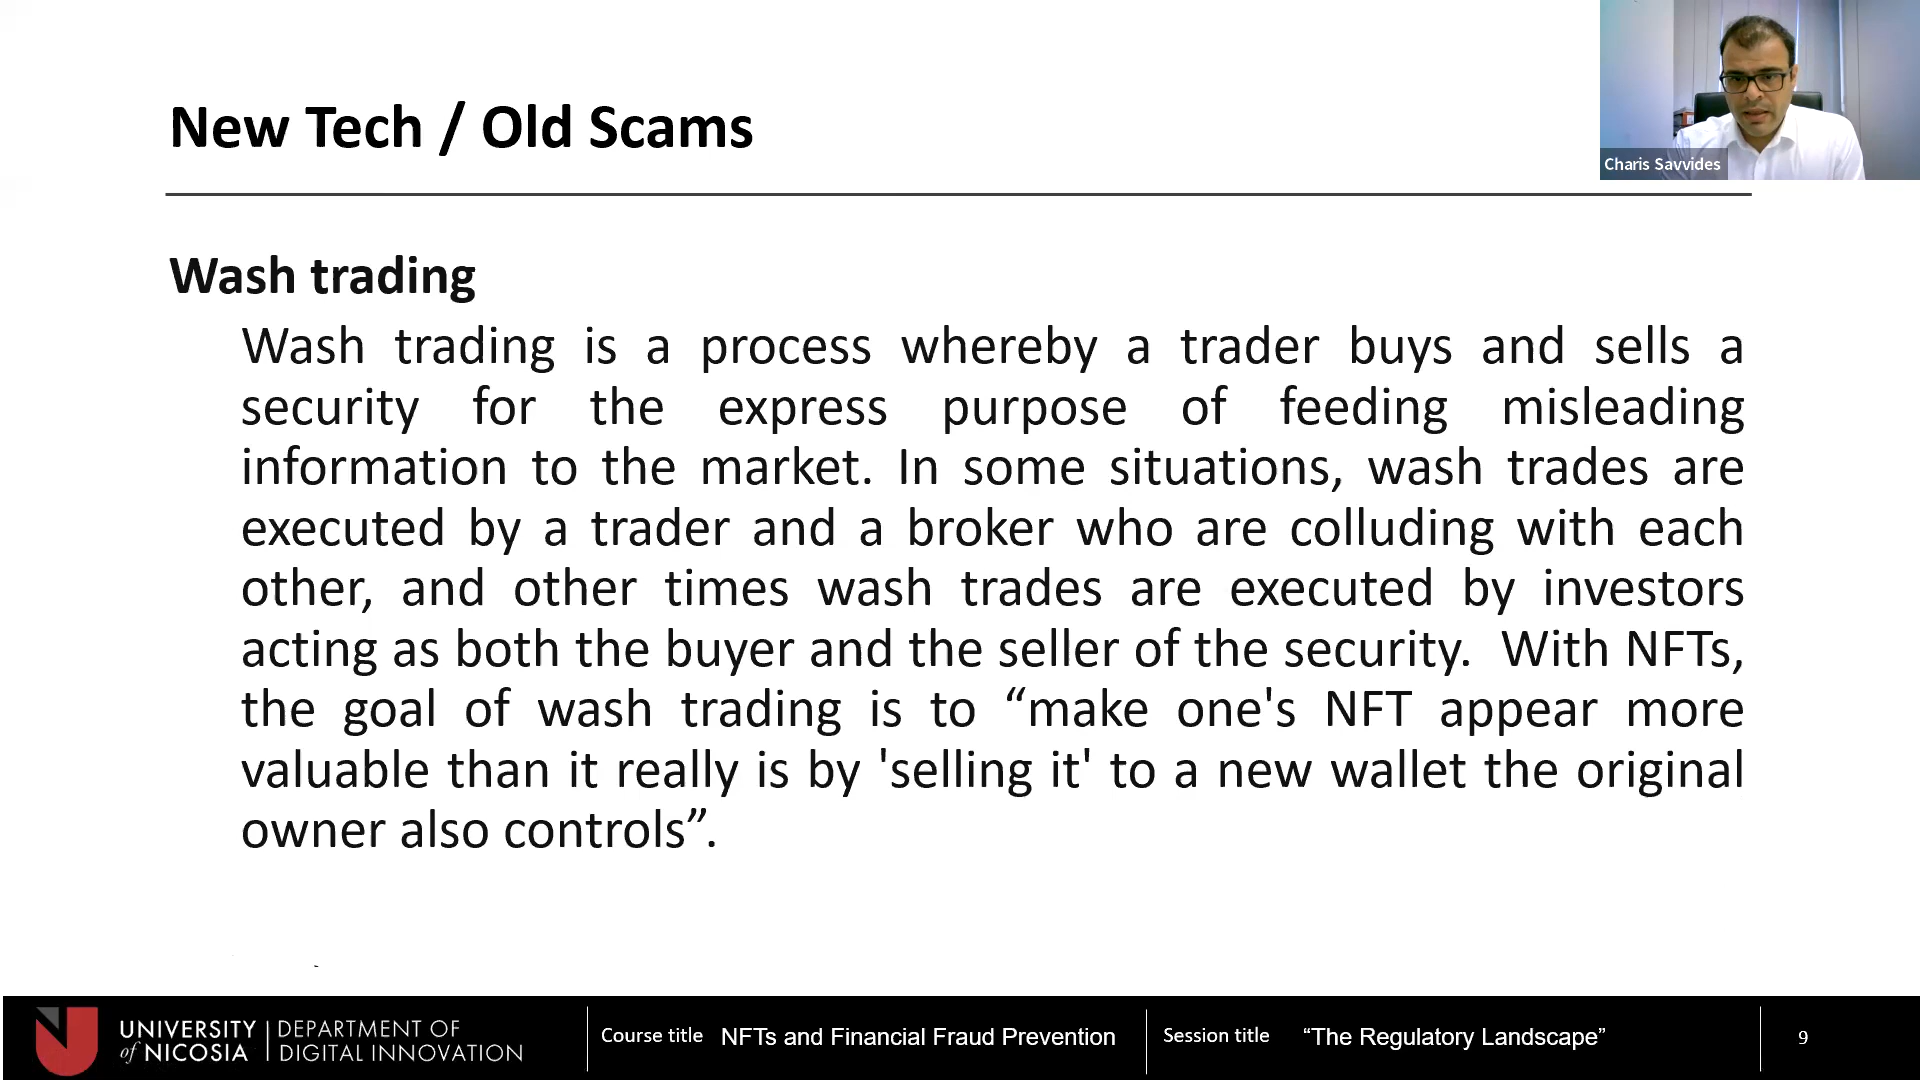 New Tech / Old Scams
Charis Savvides
Wash trading
Wash trading is a process whereby a trader buys and sells a
security for the express purpose of feeding misleading
information to the market. In some situations, wash trades are
executed by a trader and a broker who are colluding with each
other, and other times wash trades are executed by investors
acting as both the buyer and the seller of the security.  With NFTs,
the goal of wash trading is to “make one's NFT appear more
valuable than it really is by 'selling it' to a new wallet the original
owner also controls”.
UNIVERSITY
of NICOSIA
DEPARTMENT OF
DIGITAL INNOVATION
Course title NFTs and Financial Fraud Prevention
Session title “The Regulatory Landscape”
9